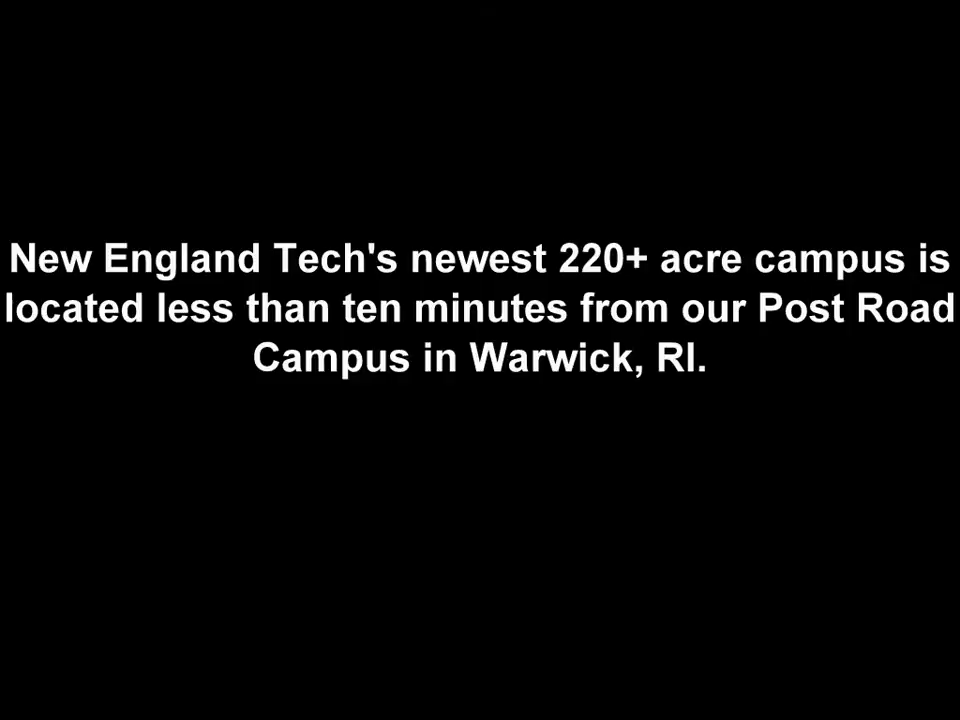 New England Tech's newest 220+ acre campus is
located less than ten minutes from our Post Road
Campus in Warwick, RI.